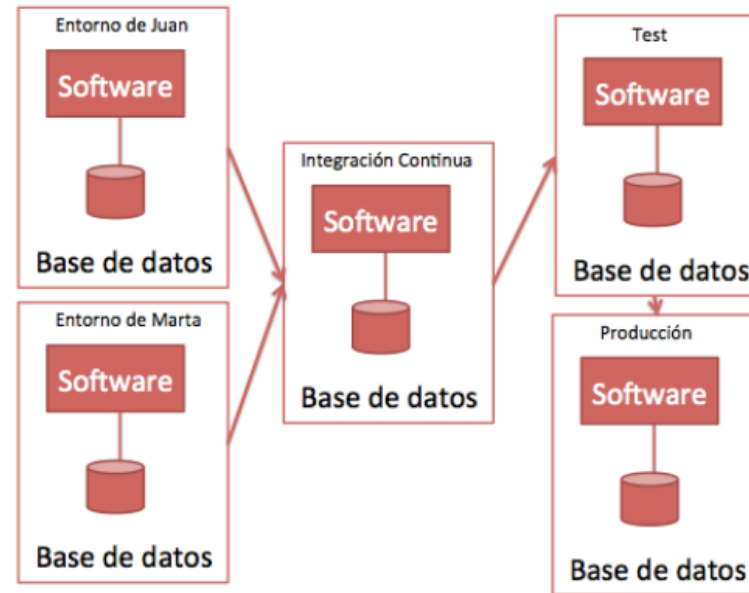 Entorno de Juan
Software
Base de datos
Entorno de Marta
Software
Base de datos
Integración Continua
Software
Base de datos
Test
Software
Base de datos
Producción
Software
Base de datos